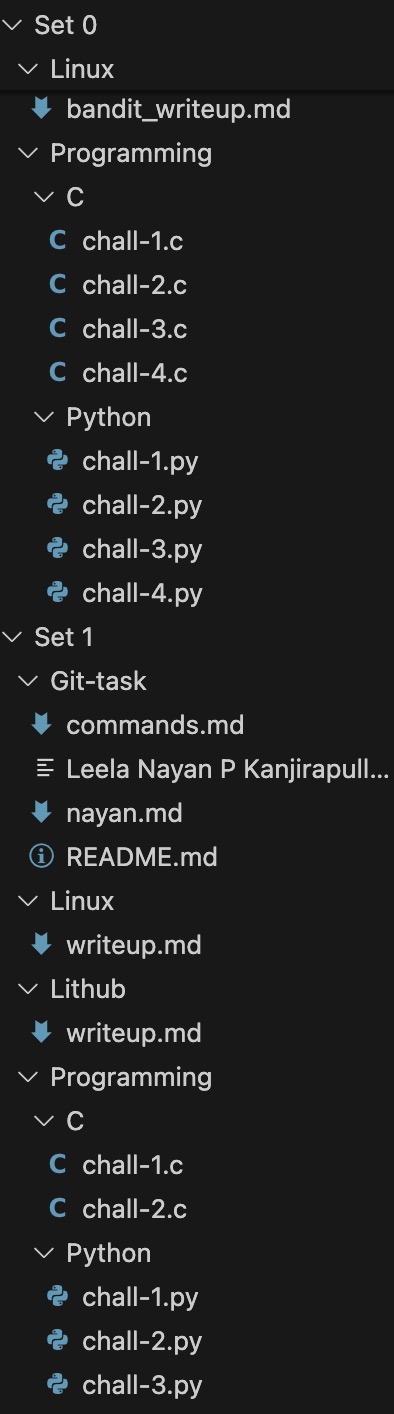 Set 0
Linux
bandit_writeup.md
Programming
C
C chall-1.c
C chall-2.c
C chall-3.c
C chall-4.c
Python
chall-1.py
chall-2.py
chall-3.py
chall-4.py
Set 1
Git-task
commands.md
Leela Nayan P Kanjirapull...
nayan.md
README.md
Linux
writeup.md
Lithub
writeup.md
Programming
C
C chall-1.c
C chall-2.c
Python
chall-1.py
chall-2.py
chall-3.py